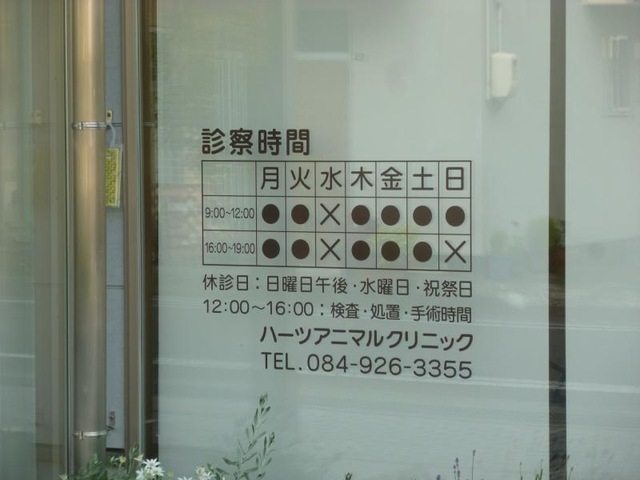 診察時間
月 火 水 木 金 土 日
9:00~12:00 ● ● × ● ● ● ●
16:00~19:00 ● ● × ● ● ● ×
休診日：日曜日午後・水曜日・祝祭日
12:00～16:00：検査・処置・手術時間
ハーツアニマルクリニック
TEL.084-926-3355